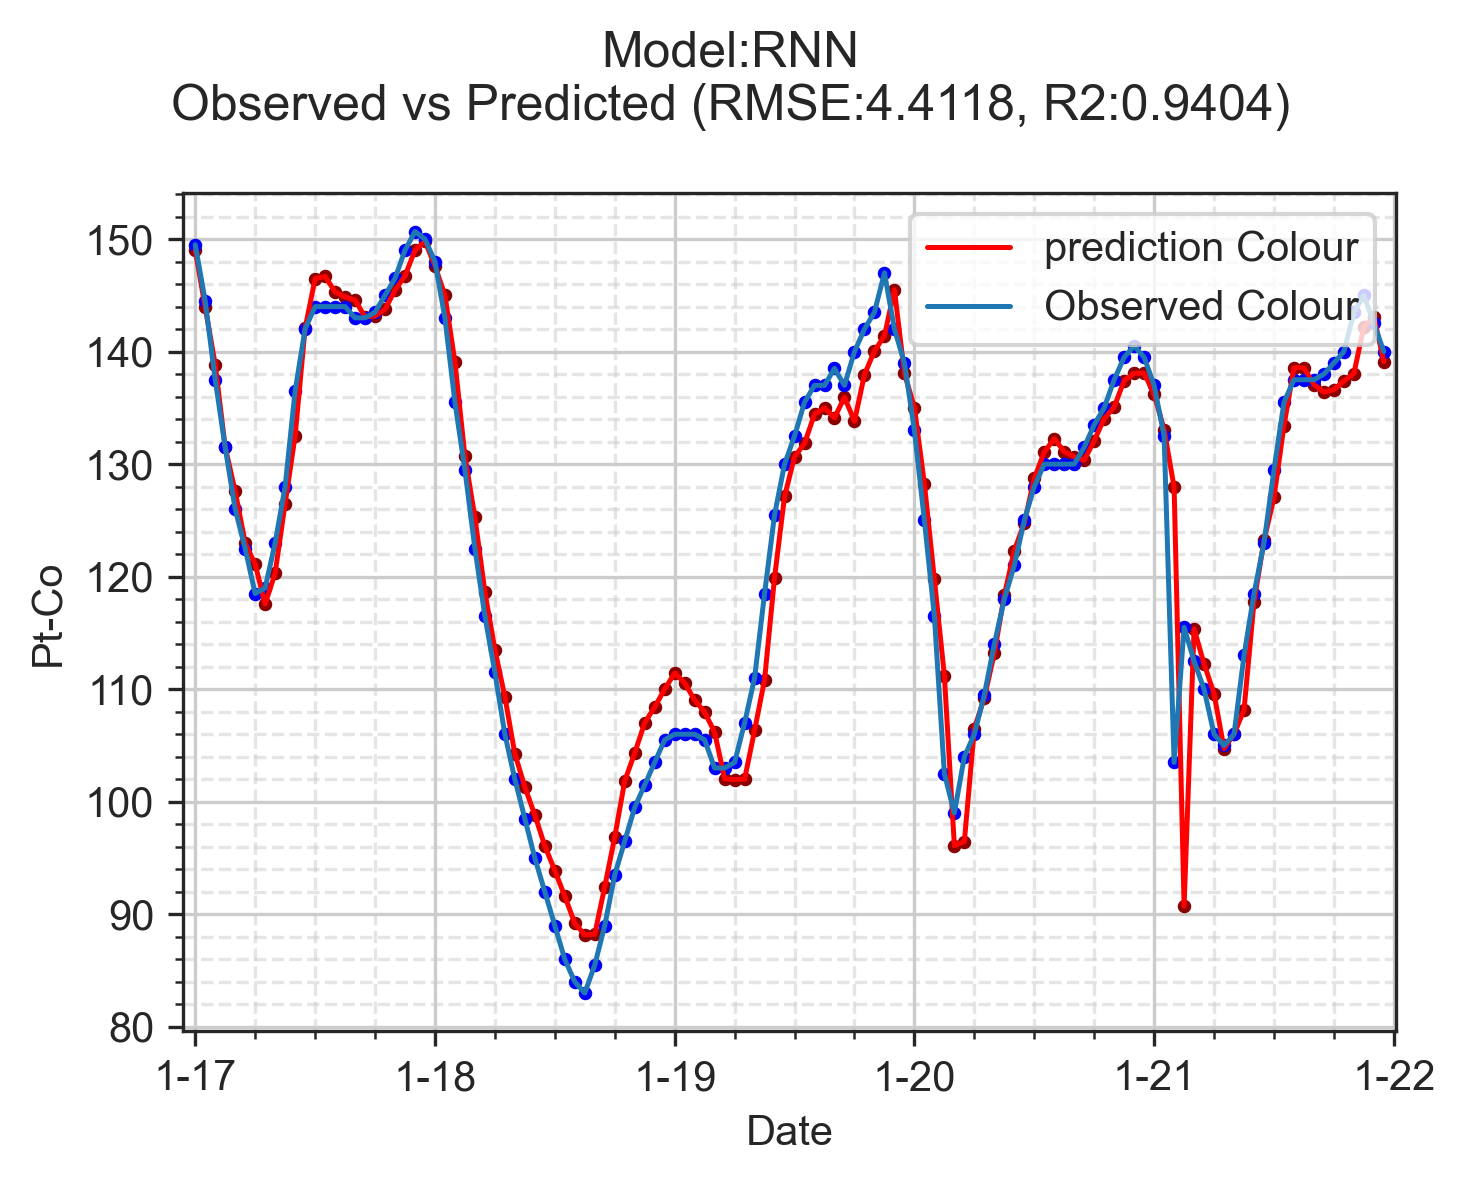 Model:RNN
Observed vs Predicted (RMSE:4.4118, R2:0.9404)
prediction Colour
Observed Colour
Pt-Co
150
140
130
120
110
100
90
80
1-17 1-18 1-19 1-20 1-21 1-22
Date